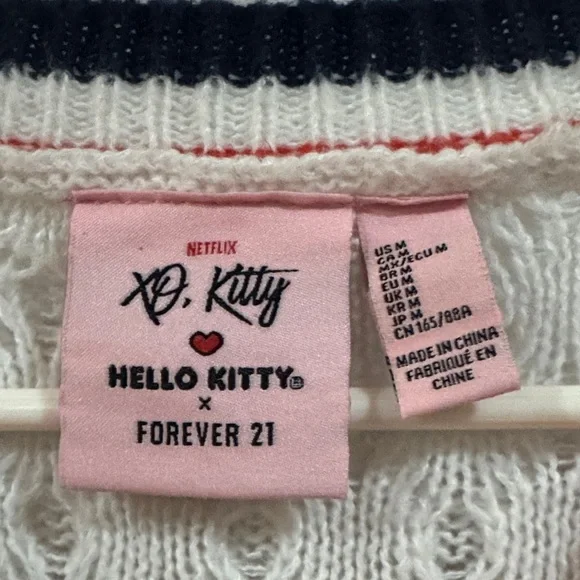 NETFLIX
XO, Kitty
HELLO KITTY
x
FOREVER 21
US M
CA M
MX/ECU M
BR M
EU M
UK M
KR M
JP M
CN 165/88A
MADE IN CHINA
FABRIQUÉ EN
CHINE